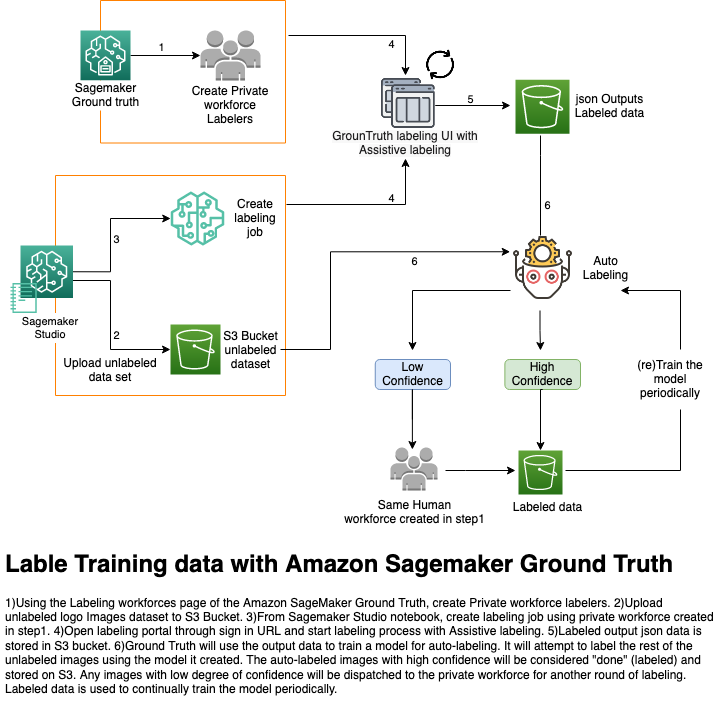 Sagemaker
Ground truth
1
Create Private
workforce
Labelers
4
GrounTruth labeling UI with
Assistive labeling
5
json Outputs
Labeled data
3
Create
labeling
job
4
6
Sagemaker
Studio
2
Upload unlabeled
data set
S3 Bucket
unlabeled
dataset
6
Auto
Labeling
Low
Confidence
High
Confidence
(re)Train the
model
periodically
Same Human
workforce created in step1
Labeled data
Lable Training data with Amazon Sagemaker Ground Truth
1)Using the Labeling workforces page of the Amazon SageMaker Ground Truth, create Private workforce labelers. 2)Upload
unlabeled logo Images dataset to S3 Bucket. 3)From Sagemaker Studio notebook, create labeling job using private workforce created
in step1. 4)Open labeling portal through sign in URL and start labeling process with Assistive labeling. 5)Labeled output json data is
stored in S3 bucket. 6)Ground Truth will use the output data to train a model for auto-labeling. It will attempt to label the rest of the
unlabeled images using the model it created. The auto-labeled images with high confidence will be considered "done" (labeled) and
stored on S3. Any images with low degree of confidence will be dispatched to the private workforce for another round of labeling.
Labeled data is used to continually train the model periodically.